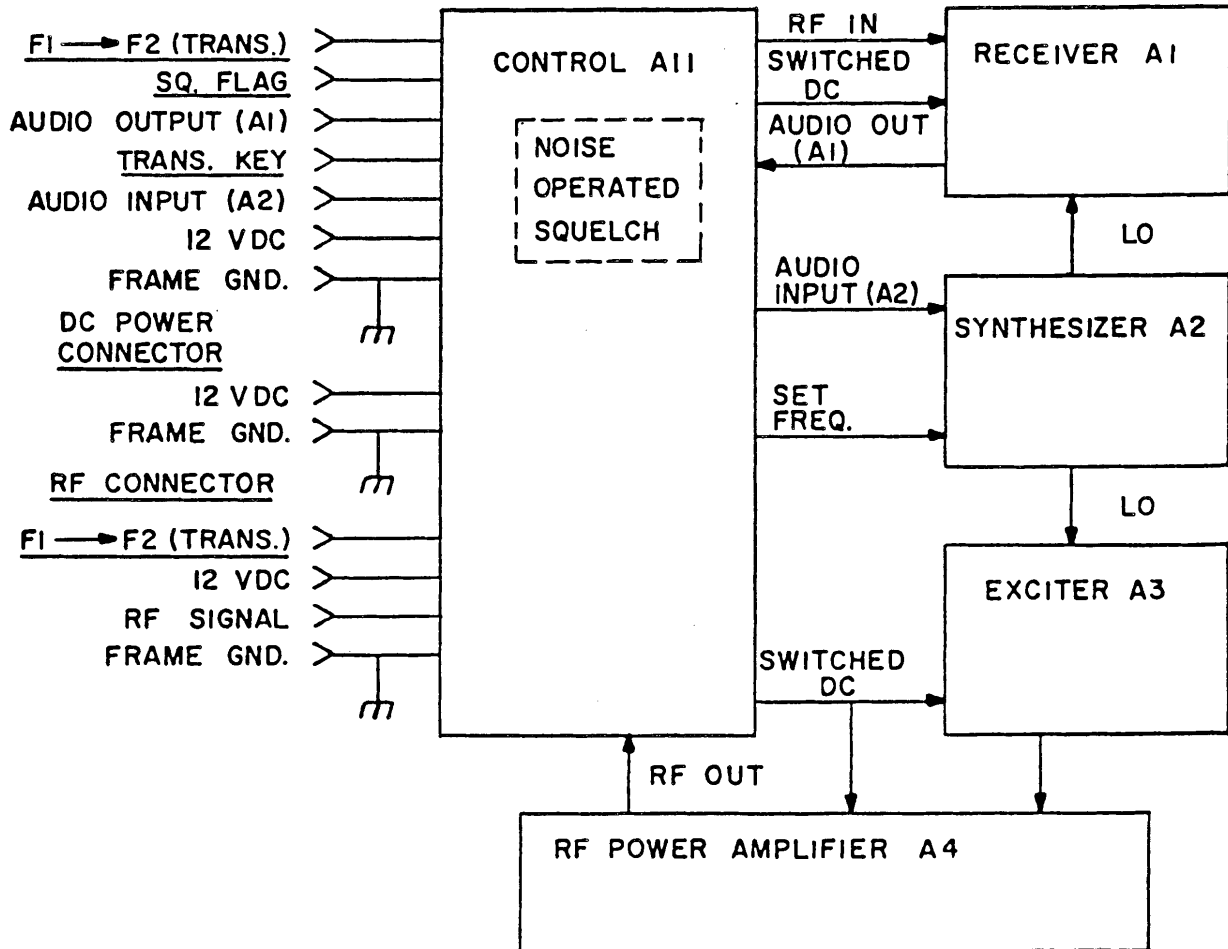 F1 → F2 (TRANS.)
SQ. FLAG
AUDIO OUTPUT (A1)
TRANS. KEY
AUDIO INPUT (A2)
12 VDC
FRAME GND.
DC POWER
CONNECTOR
12 VDC
FRAME GND.
RF CONNECTOR
F1 → F2 (TRANS.)
12 VDC
RF SIGNAL
FRAME GND.
CONTROL A11
NOISE
OPERATED
SQUELCH
RF IN
SWITCHED
DC
AUDIO OUT
(A1)
AUDIO
INPUT (A2)
SET
FREQ.
SWITCHED
DC
RECEIVER A1
LO
SYNTHESIZER A2
LO
EXCITER A3
RF OUT
RF POWER AMPLIFIER A4